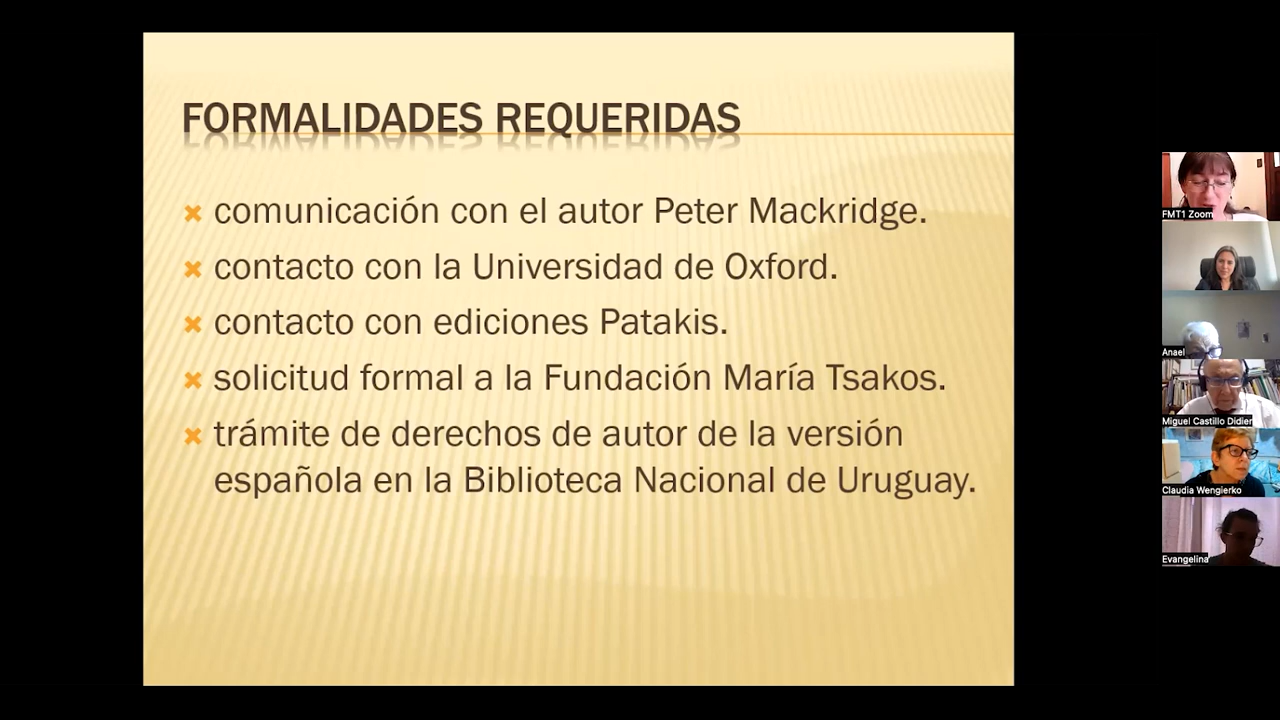 FORMALIDADES REQUERIDAS
comunicación con el autor Peter Mackridge.
contacto con la Universidad de Oxford.
contacto con ediciones Patakis.
solicitud formal a la Fundación María Tsakos.
trámite de derechos de autor de la versión
española en la Biblioteca Nacional de Uruguay.
FMT1 Zoom
Anael
Miguel Castillo Didier
Claudia Wengierko
Evangelina